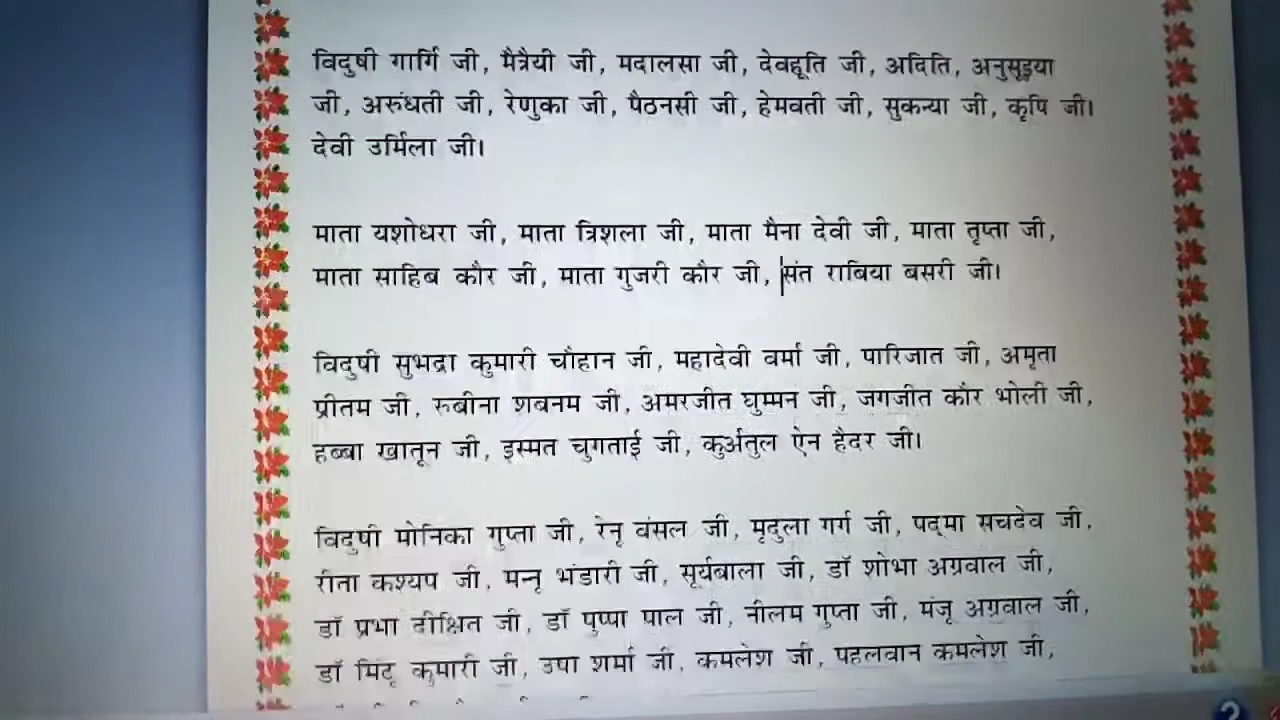 विदुषी गार्गि जी, मैत्रैयी जी, मदालसा जी, देवहूति जी, अदिति, अनुसूइया
जी, अरुंधती जी, रेणुका जी, पैठनसी जी, हेमवती जी, सुकन्या जी, कृपि जी।
देवी उर्मिला जी।
माता यशोधरा जी, माता त्रिशला जी, माता मैना देवी जी, माता तृप्ता जी,
माता साहिब कौर जी, माता गुजरी कौर जी, संत राबिया बसरी जी।
विदुषी सुभद्रा कुमारी चौहान जी, महादेवी वर्मा जी, पारिजात जी, अमृता
प्रीतम जी, रुबीना शबनम जी, अमरजीत घुम्मन जी, जगजीत कौर भोली जी,
हब्बा खातून जी, इस्मत चुगताई जी, कुर्अतुल ऐन हैदर जी।
विदुषी मोनिका गुप्ता जी, रेनू बंसल जी, मृदुला गर्ग जी, पद्मा सचदेव जी,
रीता कश्यप जी, मन्नू भंडारी जी, सूर्यबाला जी, डॉ शोभा अग्रवाल जी,
डॉ प्रभा दीक्षित जी, डॉ पुष्पा पाल जी, नीलम गुप्ता जी, मंजू अग्रवाल जी,
डॉ मिंटू कुमारी जी, उषा शर्मा जी, कमलेश जी, पहलवान कमलेश जी,